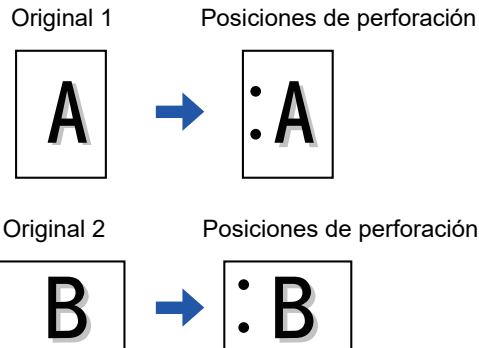 Original 1 Posiciones de perforación
A A
Original 2 Posiciones de perforación
B B